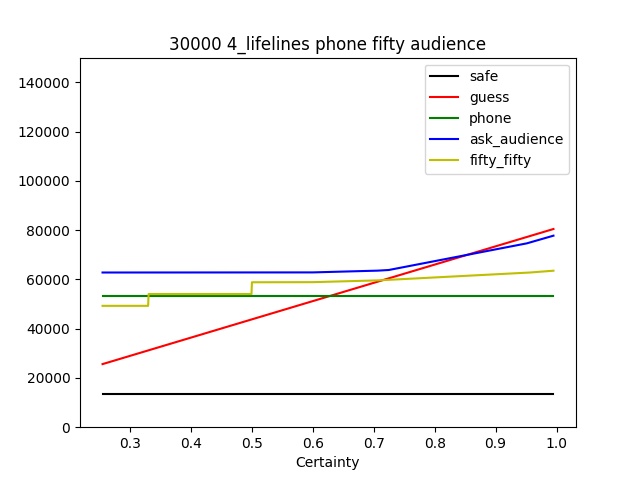 30000 4_lifelines phone fifty audience
safe
guess
phone
ask_audience
fifty_fifty
140000
120000
100000
80000
60000
40000
20000
0
0.3 0.4 0.5 0.6 0.7 0.8 0.9 1.0
Certainty